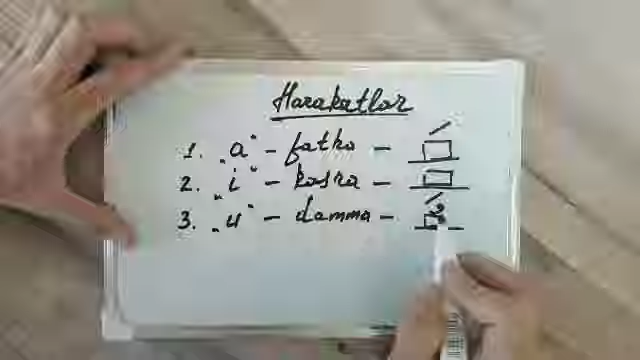 Harakatlar
1. „a" - fatha -
2. „i" - kasra -
3. „u" - damma -